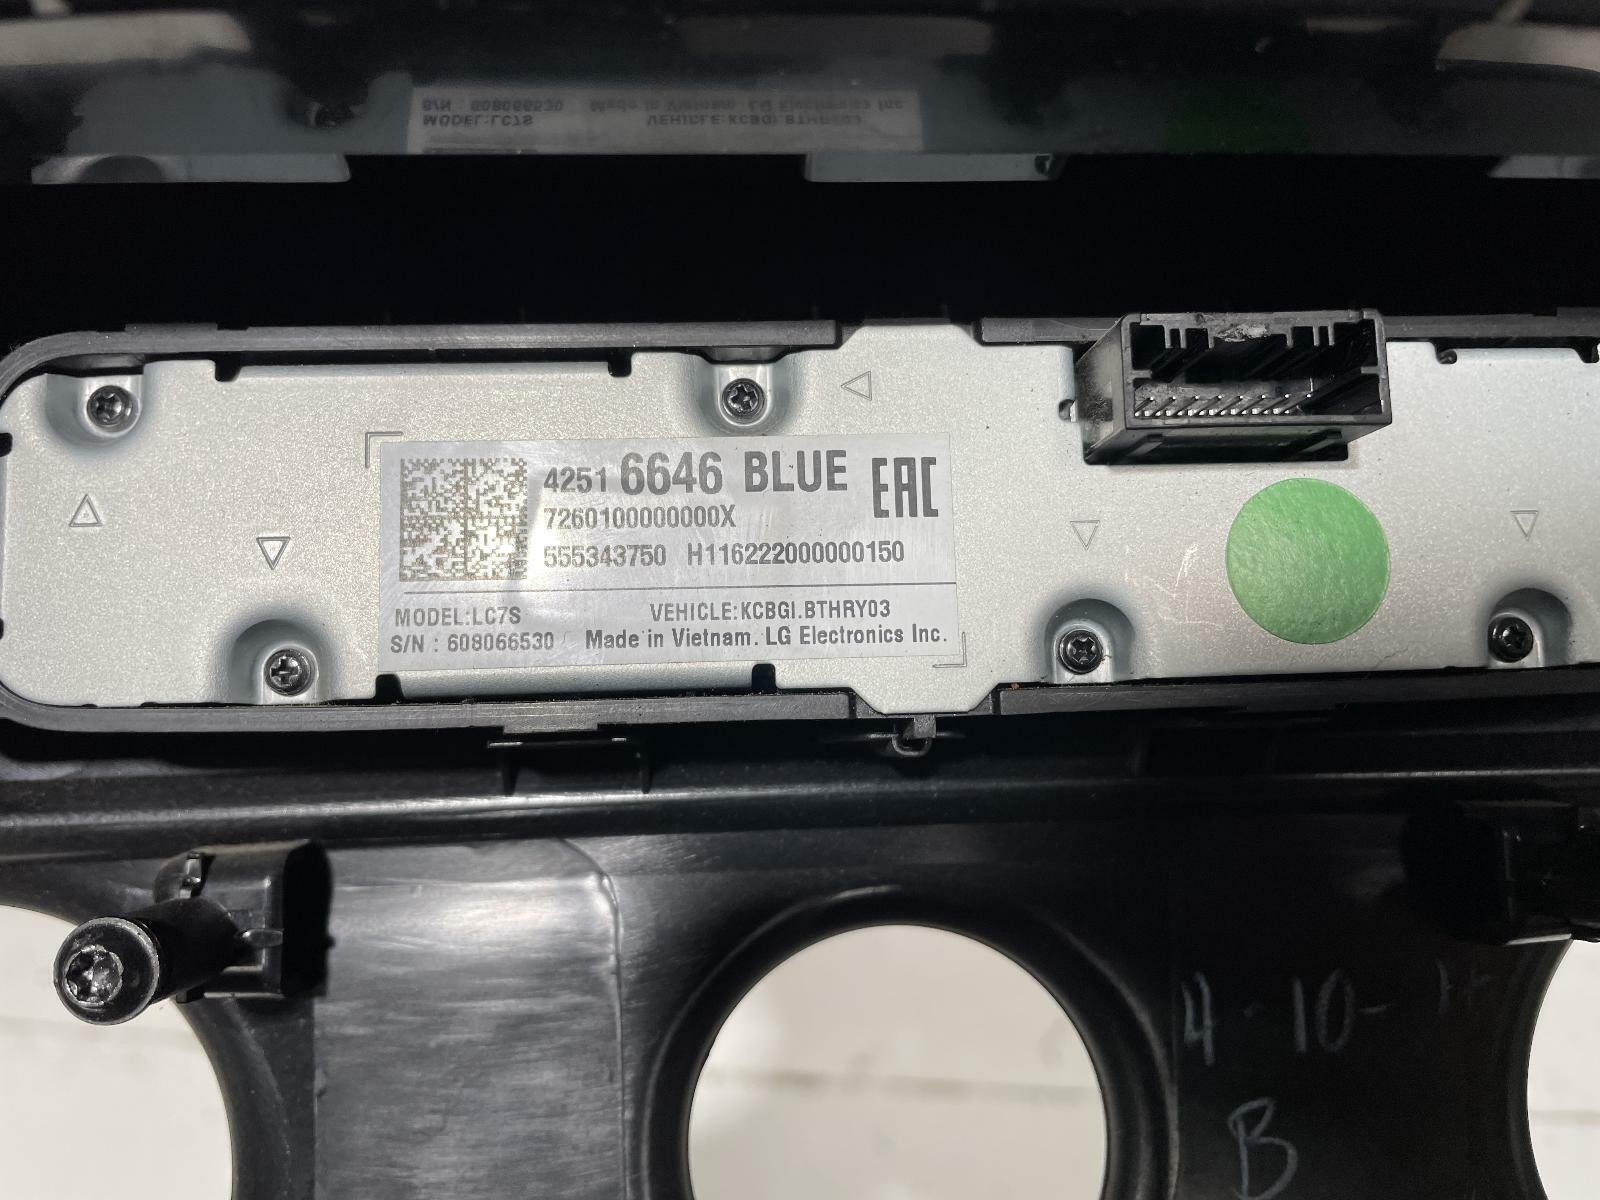 4251 6646 BLUE EAC
7260100000000X
555343750 H116222000000150
MODEL:LC7S VEHICLE:KCBGI.BTHRY03
S/N : 608066530 Made in Vietnam. LG Electronics Inc.
4-10-
B